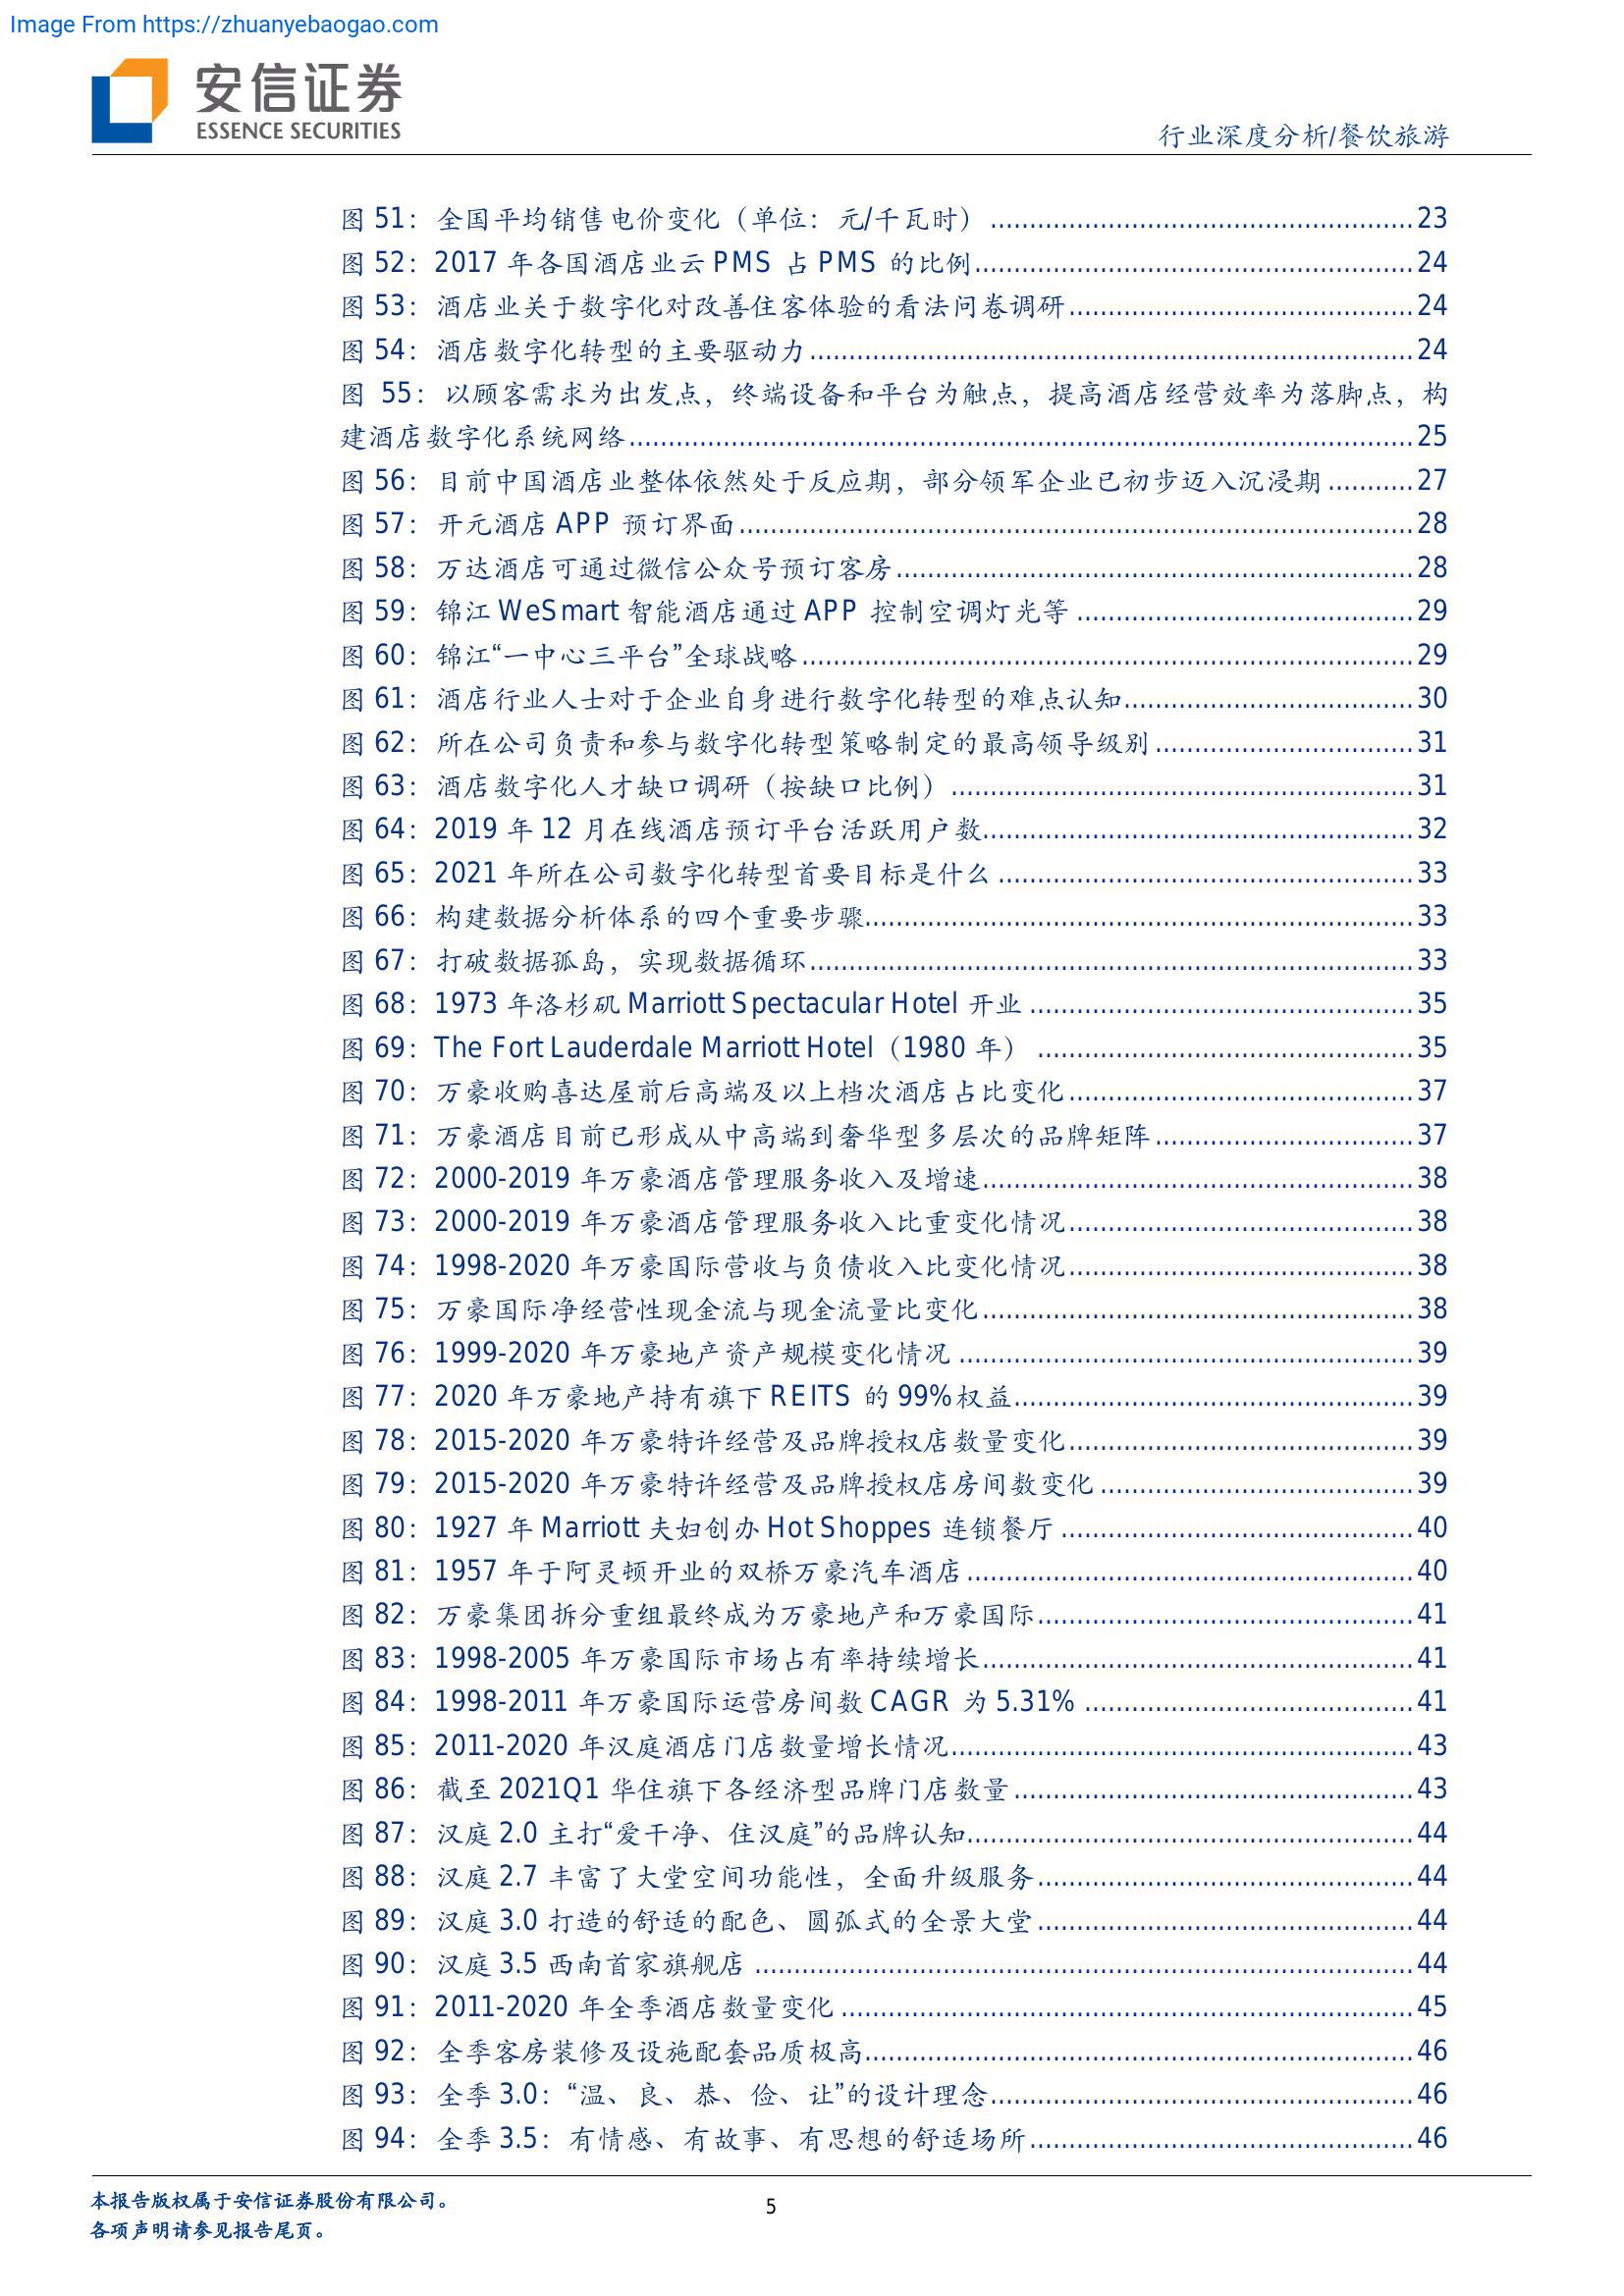 Image From https://zhuanyebaogao.com
安信证券
ESSENCE SECURITIES
行业深度分析/餐饮旅游
图 51：全国平均销售电价变化（单位：元/千瓦时）......................................................23
图 52：2017 年各国酒店业云 PMS 占 PMS 的比例........................................................24
图 53：酒店业关于数字化对改善住客体验的看法问卷调研............................................24
图 54：酒店数字化转型的主要驱动力.............................................................................24
图 55：以顾客需求为出发点，终端设备和平台为触点，提高酒店经营效率为落脚点，构
建酒店数字化系统网络....................................................................................................25
图 56：目前中国酒店业整体依然处于反应期，部分领军企业已初步迈入沉浸期...........27
图 57：开元酒店 APP 预订界面......................................................................................28
图 58：万达酒店可通过微信公众号预订客房..................................................................28
图 59：锦江 WeSmart 智能酒店通过 APP 控制空调灯光等...........................................29
图 60：锦江“一中心三平台”全球战略..............................................................................29
图 61：酒店行业人士对于企业自身进行数字化转型的难点认知.....................................30
图 62：所在公司负责和参与数字化转型策略制定的最高领导级别.................................31
图 63：酒店数字化人才缺口调研（按缺口比例）...........................................................31
图 64：2019 年 12 月在线酒店预订平台活跃用户数.......................................................32
图 65：2021 年所在公司数字化转型首要目标是什么.....................................................33
图 66：构建数据分析体系的四个重要步骤......................................................................33
图 67：打破数据孤岛，实现数据循环.............................................................................33
图 68：1973 年洛杉矶 Marriott Spectacular Hotel 开业.................................................35
图 69：The Fort Lauderdale Marriott Hotel（1980 年）................................................35
图 70：万豪收购喜达屋前后高端及以上档次酒店占比变化............................................37
图 71：万豪酒店目前已形成从中高端到奢华型多层次的品牌矩阵.................................37
图 72：2000-2019 年万豪酒店管理服务收入及增速.......................................................38
图 73：2000-2019 年万豪酒店管理服务收入比重变化情况............................................38
图 74：1998-2020 年万豪国际营收与负债收入比变化情况............................................38
图 75：万豪国际净经营性现金流与现金流量比变化.......................................................38
图 76：1999-2020 年万豪地产资产规模变化情况..........................................................39
图 77：2020 年万豪地产持有旗下 REITS 的 99%权益...................................................39
图 78：2015-2020 年万豪特许经营及品牌授权店数量变化............................................39
图 79：2015-2020 年万豪特许经营及品牌授权店房间数变化........................................39
图 80：1927 年 Marriott 夫妇创办 Hot Shoppes 连锁餐厅.............................................40
图 81：1957 年于阿灵顿开业的双桥万豪汽车酒店.........................................................40
图 82：万豪集团拆分重组最终成为万豪地产和万豪国际................................................41
图 83：1998-2005 年万豪国际市场占有率持续增长.......................................................41
图 84：1998-2011 年万豪国际运营房间数 CAGR 为 5.31%..........................................41
图 85：2011-2020 年汉庭酒店门店数量增长情况...........................................................43
图 86：截至 2021Q1 华住旗下各经济型品牌门店数量...................................................43
图 87：汉庭 2.0 主打“爱干净、住汉庭”的品牌认知.........................................................44
图 88：汉庭 2.7 丰富了大堂空间功能性，全面升级服务................................................44
图 89：汉庭 3.0 打造的舒适的配色、圆弧式的全景大堂................................................44
图 90：汉庭 3.5 西南首家旗舰店....................................................................................44
图 91：2011-2020 年全季酒店数量变化.........................................................................45
图 92：全季客房装修及设施配套品质极高......................................................................46
图 93：全季 3.0：“温、良、恭、俭、让”的设计理念......................................................46
图 94：全季 3.5：有情感、有故事、有思想的舒适场所.................................................46
本报告版权属于安信证券股份有限公司。
各项声明请参见报告尾页。
5